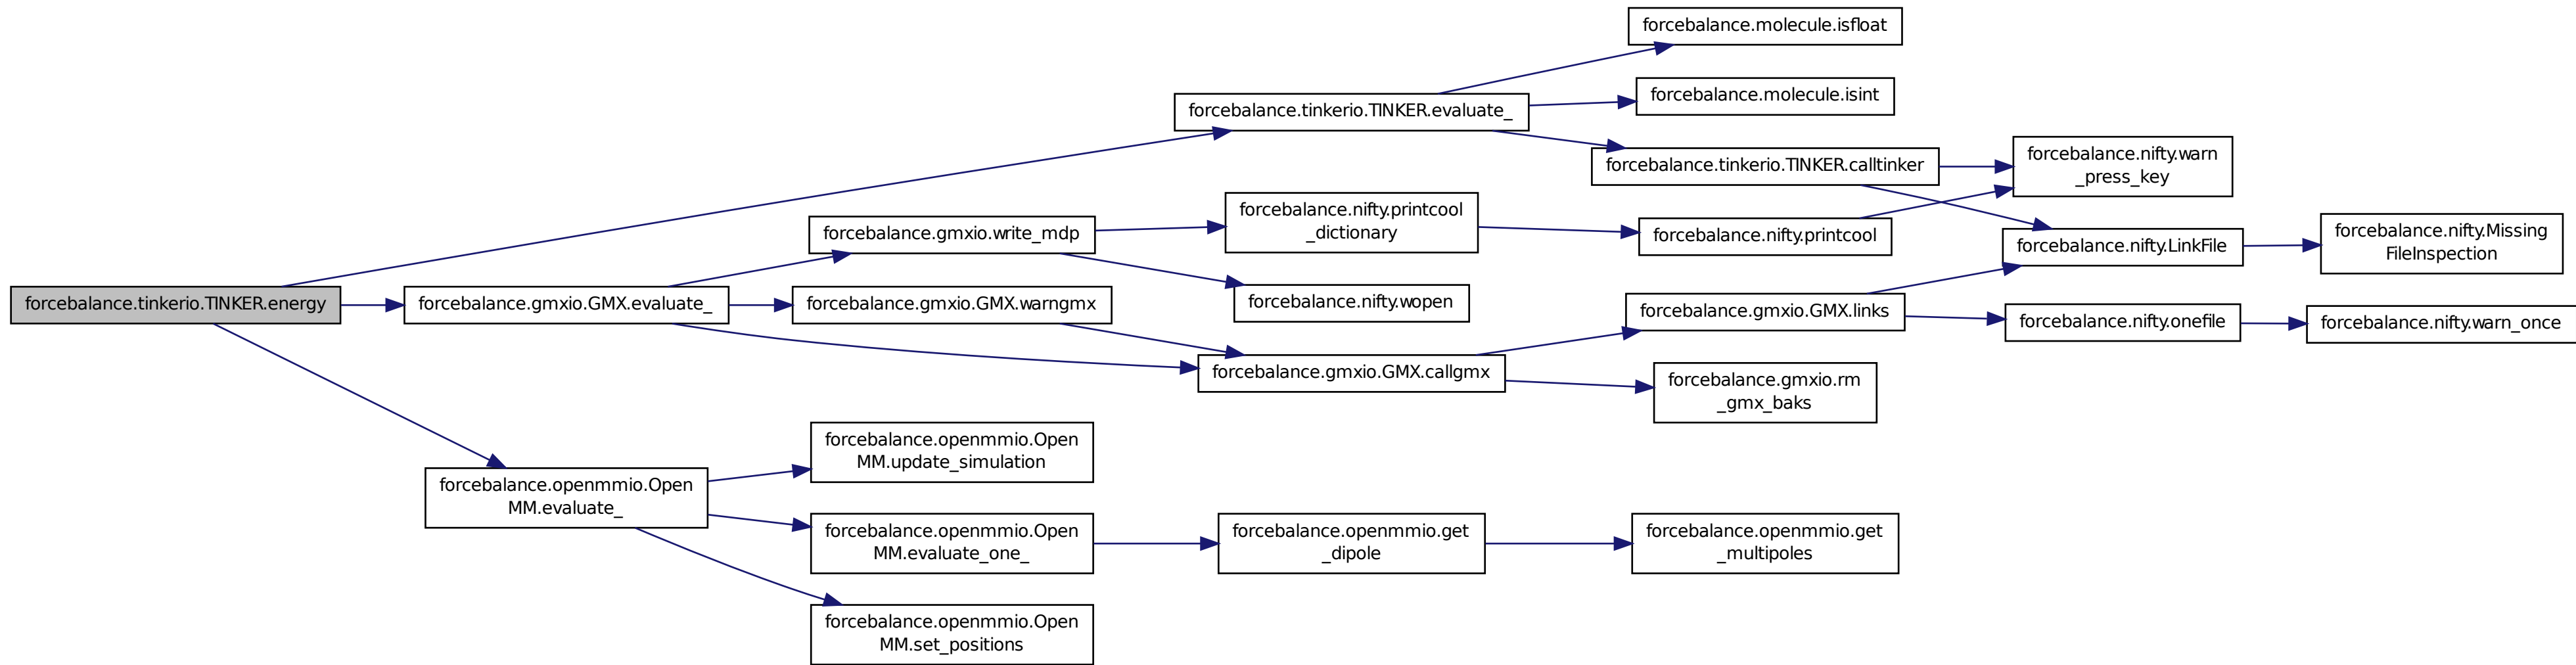 forcebalance.tinkerio.TINKER.energy
forcebalance.tinkerio.TINKER.evaluate_
forcebalance.molecule.isfloat
forcebalance.molecule.isint
forcebalance.tinkerio.TINKER.calltinker
forcebalance.nifty.warn
_press_key
forcebalance.gmxio.GMX.evaluate_
forcebalance.gmxio.write_mdp
forcebalance.nifty.printcool
_dictionary
forcebalance.nifty.printcool
forcebalance.nifty.wopen
forcebalance.nifty.LinkFile
forcebalance.nifty.Missing
FileInspection
forcebalance.gmxio.GMX.warngmx
forcebalance.gmxio.GMX.callgmx
forcebalance.gmxio.GMX.links
forcebalance.nifty.onefile
forcebalance.nifty.warn_once
forcebalance.gmxio.rm
_gmx_baks
forcebalance.openmmio.Open
MM.evaluate_
forcebalance.openmmio.Open
MM.update_simulation
forcebalance.openmmio.Open
MM.evaluate_one_
forcebalance.openmmio.get
_dipole
forcebalance.openmmio.get
_multipoles
forcebalance.openmmio.Open
MM.set_positions